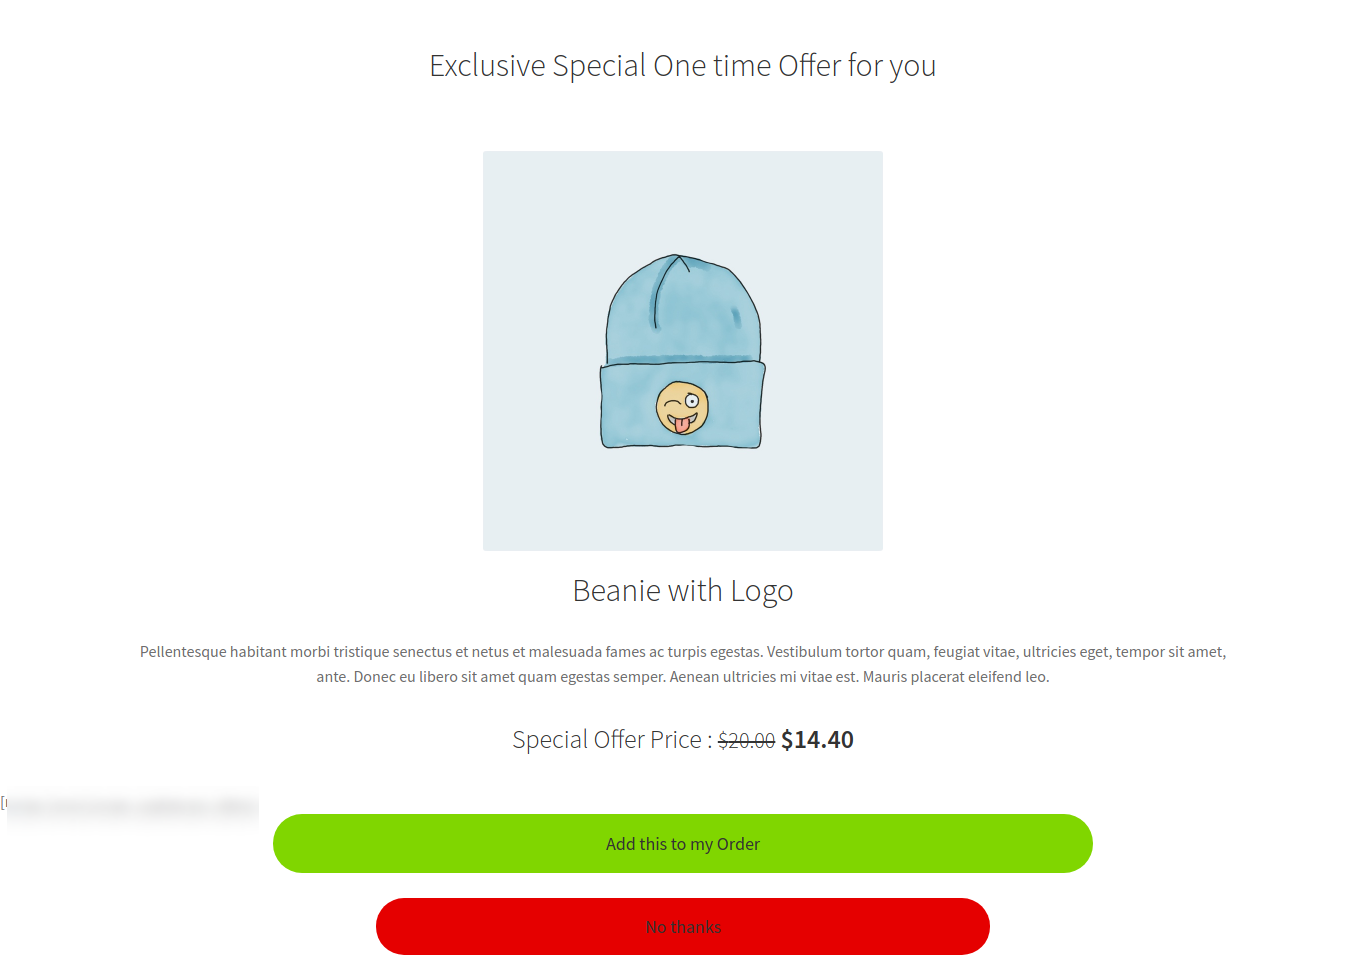 Exclusive Special One time Offer for you
Beanie with Logo
Pellentesque habitant morbi tristique senectus et netus et malesuada fames ac turpis egestas. Vestibulum tortor quam, feugiat vitae, ultricies eget, tempor sit amet,
ante. Donec eu libero sit amet quam egestas semper. Aenean ultricies mi vitae est. Mauris placerat eleifend leo.
Special Offer Price : $20.00 $14.40
Add this to my Order
No thanks